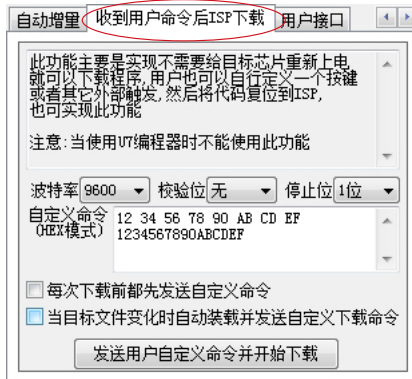 自动增量 收到用户命令后ISP下载 用户接口
此功能主要是实现不需要给目标芯片重新上电
就可以下载程序,用户也可以自行定义一个按键
或者其它外部触发,然后将代码复位到ISP,
也可实现此功能
注意:当使用U7编程器时不能使用此功能
波特率 9600 校验位 无 停止位 1位
自定义命令 12 34 56 78 90 AB CD EF
(HEX模式) 1234567890ABCDEF
每次下载前都先发送自定义命令
当目标文件变化时自动装载并发送自定义下载命令
发送用户自定义命令并开始下载